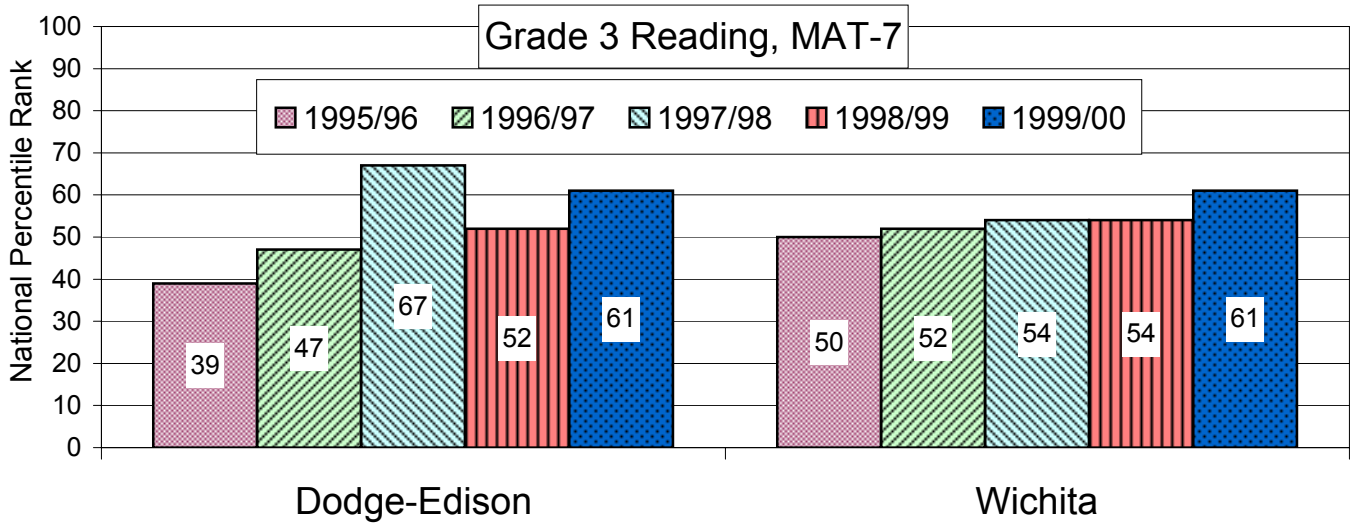 Grade 3 Reading, MAT-7
1995/96 1996/97 1997/98 1998/99 1999/00
National Percentile Rank
100
90
80
70
60
50
40
30
20
10
0
39 47 67 52 61
50 52 54 54 61
Dodge-Edison Wichita